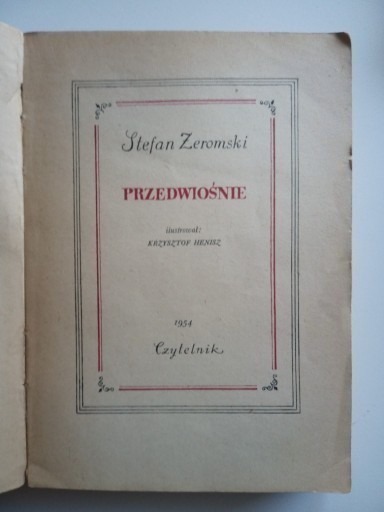 Stefan Żeromski
PRZEDWIOŚNIE
ilustrował:
KRZYSZTOF HENISZ
1954
Czytelnik